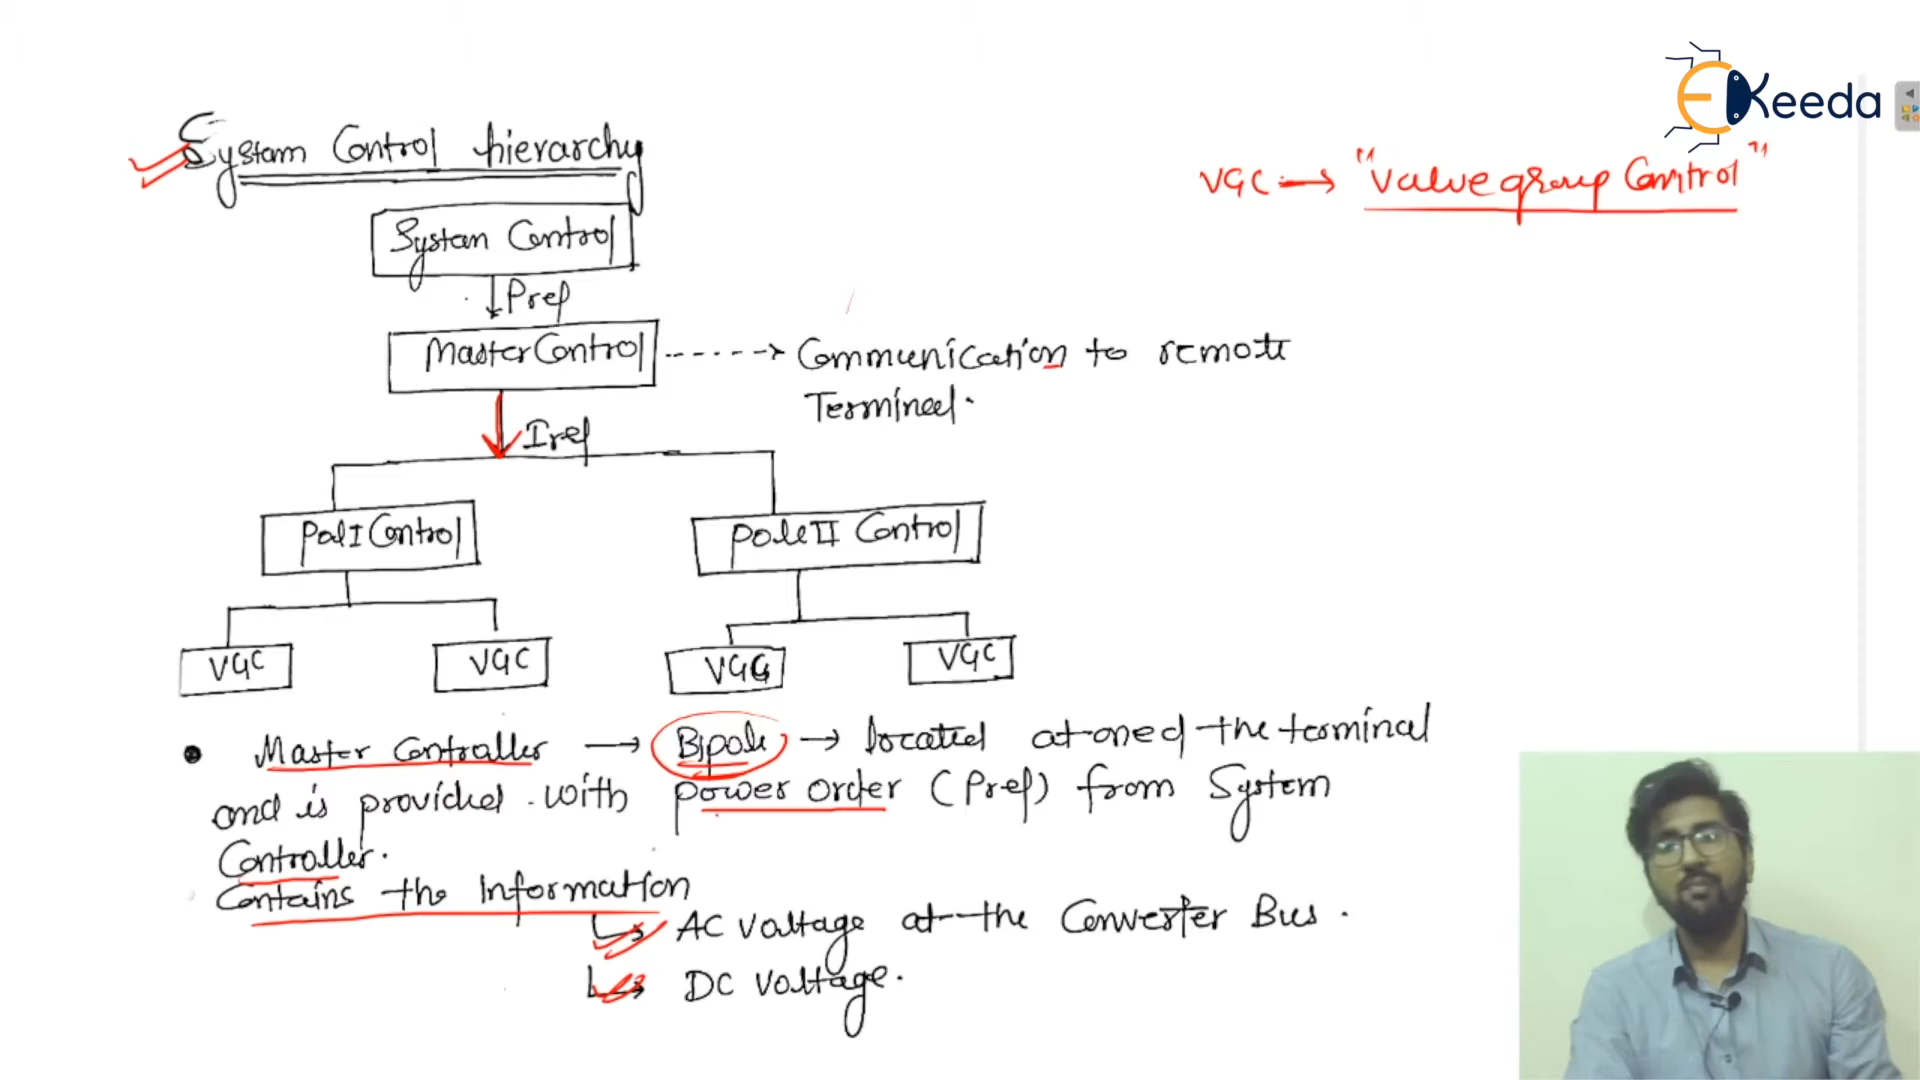 EKeeda
System Control hierarchy
VGC → "Valve group Control"
System Control
Pref
Master Control
Communication to remote
Terminal.
Iref
Pol I Control
Pole II Control
VGC
VGC
VGC
VGC
• Master Controller → Bipole → located at one of the terminal
and is provided with power order (Pref) from System
Controller.
Contains the Information
↳ AC Voltage at the Converter Bus.
↳ DC Voltage.